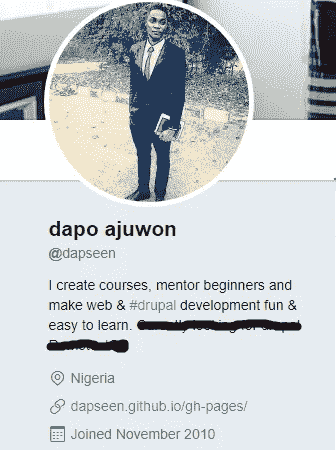 dapo ajuwon
@dapseen
I create courses, mentor beginners and
make web & #drupal development fun &
easy to learn.
Nigeria
dapseen.github.io/gh-pages/
Joined November 2010